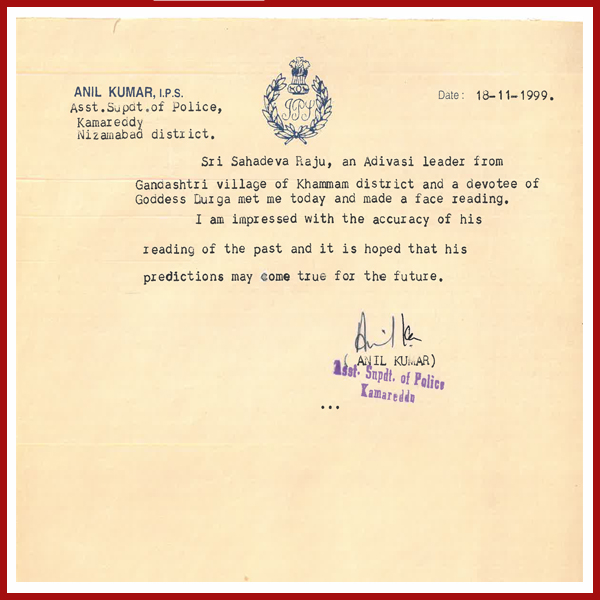 ANIL KUMAR, I.P.S.
Asst.Supdt.of Police,
Kamareddy
Nizamabad district.
IPS
Date: 18-11-1999.
Sri Sahadeva Raju, an Adivasi leader from
Gandashtri village of Khammam district and a devotee of
Goddess Durga met me today and made a face reading.
I am impressed with the accuracy of his
reading of the past and it is hoped that his
predictions may come true for the future.
Anil Ku
( ANIL KUMAR)
Asst. Supdt. of Police
Kamareddy
...